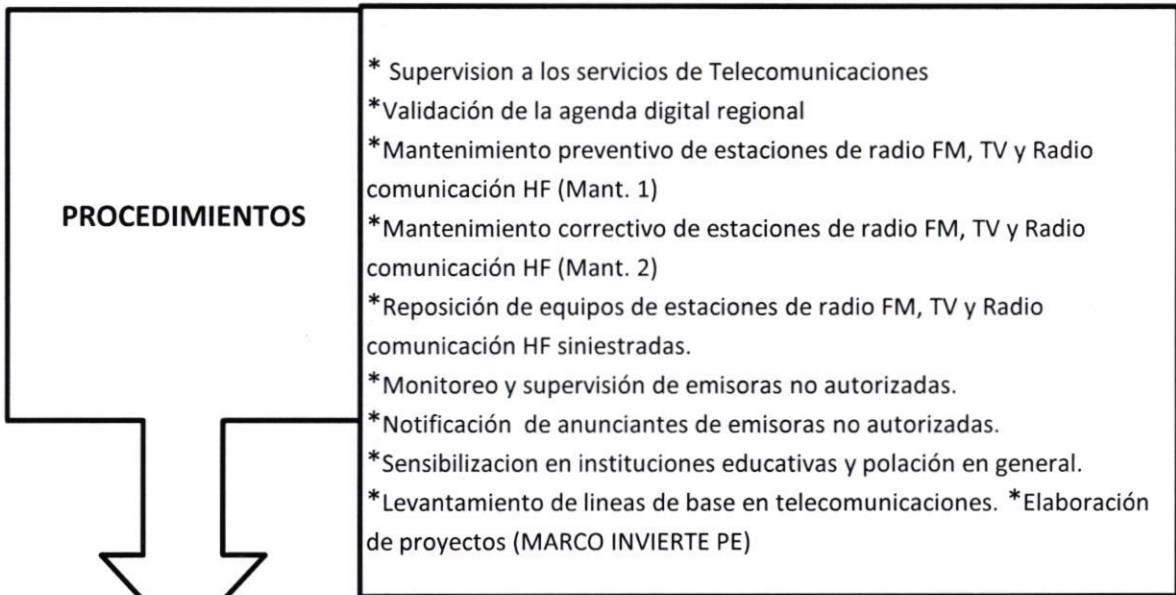 PROCEDIMIENTOS
* Supervision a los servicios de Telecomunicaciones
*Validación de la agenda digital regional
*Mantenimiento preventivo de estaciones de radio FM, TV y Radio
comunicación HF (Mant. 1)
*Mantenimiento correctivo de estaciones de radio FM, TV y Radio
comunicación HF (Mant. 2)
*Reposición de equipos de estaciones de radio FM, TV y Radio
comunicación HF siniestradas.
*Monitoreo y supervisión de emisoras no autorizadas.
*Notificación de anunciantes de emisoras no autorizadas.
*Sensibilizacion en instituciones educativas y polación en general.
*Levantamiento de lineas de base en telecomunicaciones. *Elaboración
de proyectos (MARCO INVIERTE PE)